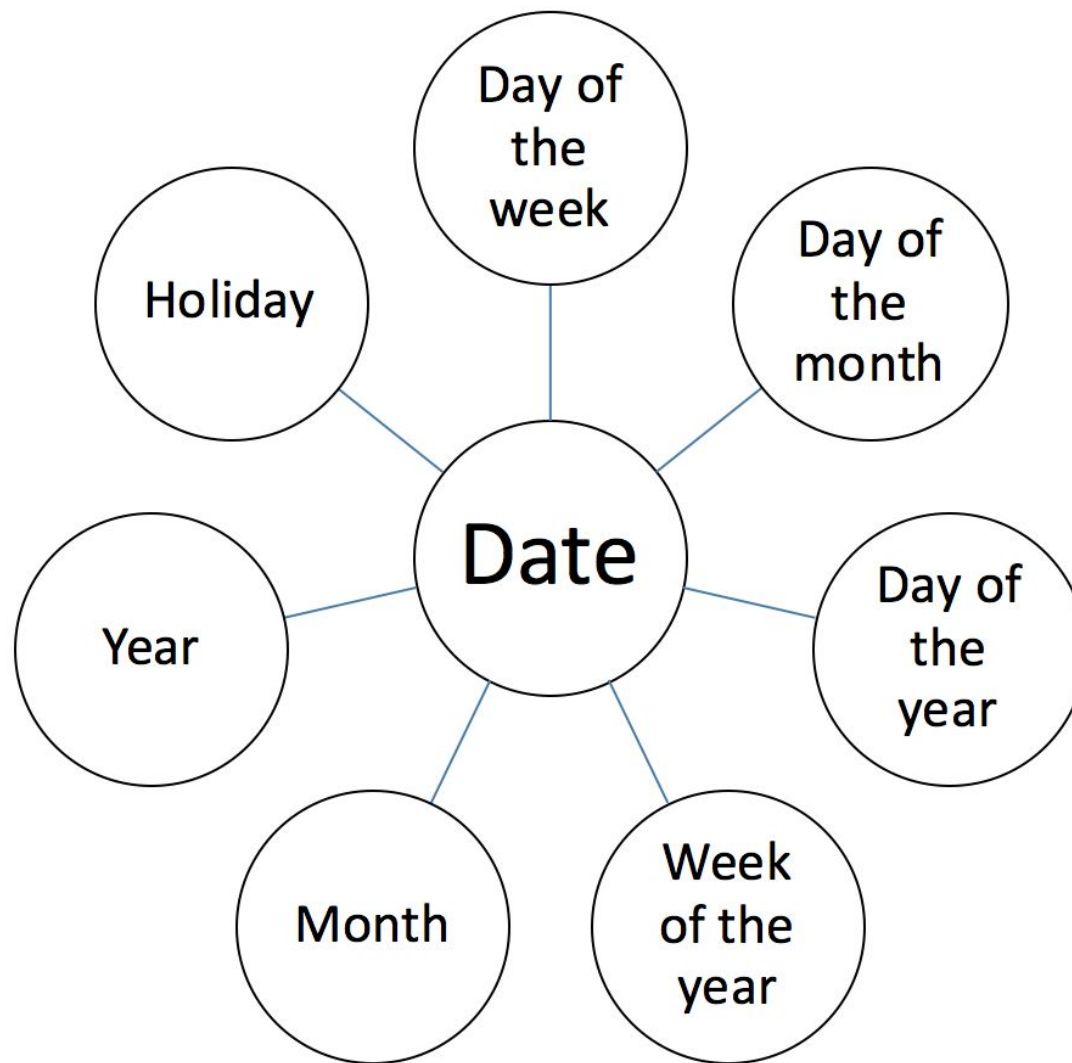 Day of
the
week
Day of
the
month
Day of
the
year
Week
of the
year
Month
Year
Holiday
Date